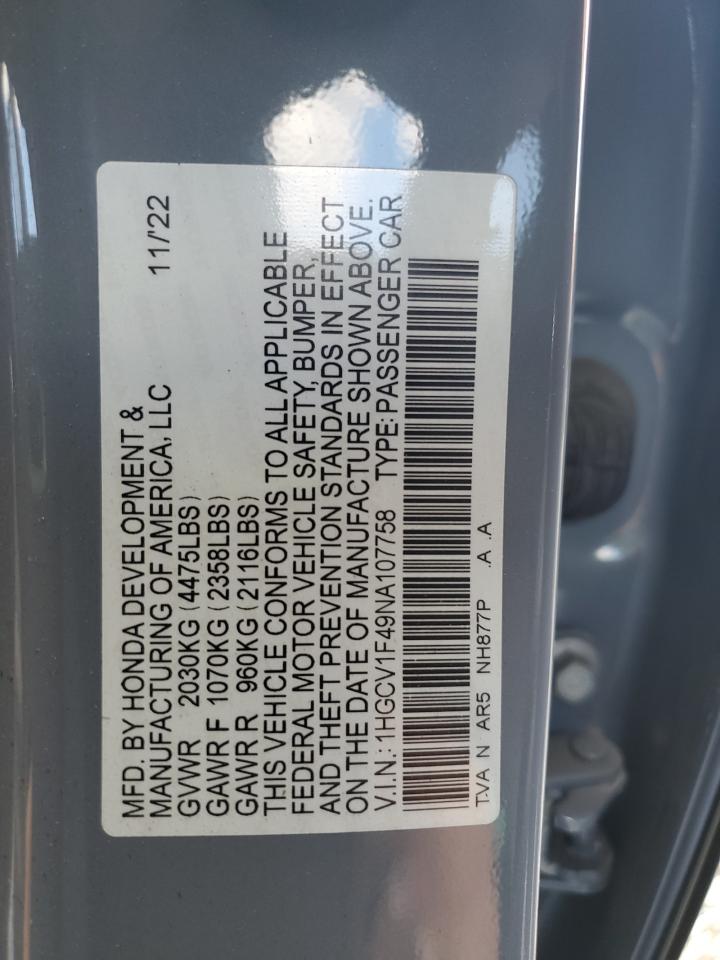 MFD. BY HONDA DEVELOPMENT &
MANUFACTURING OF AMERICA, LLC 11/'22
GVWR 2030KG (4475LBS)
GAWR F 1070KG (2358LBS)
GAWR R 960KG (2116LBS)
THIS VEHICLE CONFORMS TO ALL APPLICABLE
FEDERAL MOTOR VEHICLE SAFETY, BUMPER,
AND THEFT PREVENTION STANDARDS IN EFFECT
ON THE DATE OF MANUFACTURE SHOWN ABOVE.
V.I.N.: 1HGCV1F49NA107758 TYPE: PASSENGER CAR
TVA N AR5 NH877P .A .A